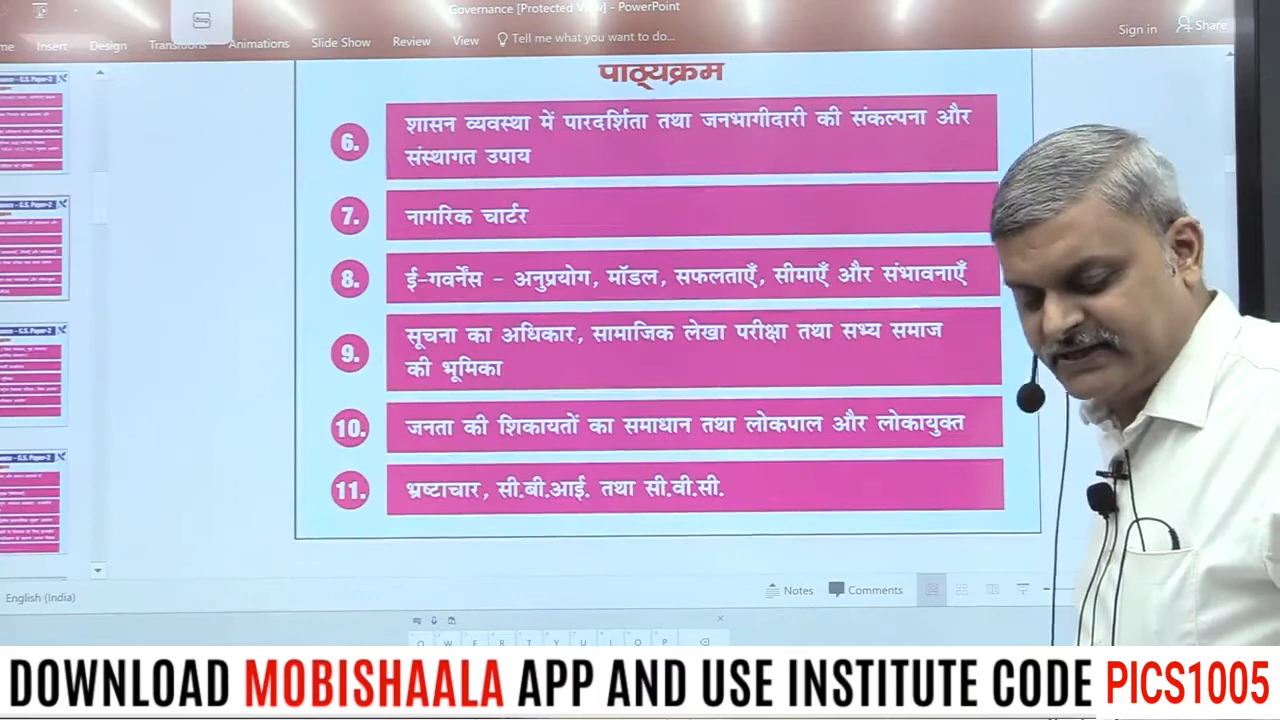 Governance [Protected View] - PowerPoint
Insert Design Transitions Animations Slide Show Review View Tell me what you want to do... Sign in Share
पाठ्यक्रम
6. शासन व्यवस्था में पारदर्शिता तथा जनभागीदारी की संकल्पना और
संस्थागत उपाय
7. नागरिक चार्टर
8. ई-गवर्नेंस - अनुप्रयोग, मॉडल, सफलताएँ, सीमाएँ और संभावनाएँ
9. सूचना का अधिकार, सामाजिक लेखा परीक्षा तथा सभ्य समाज
की भूमिका
10. जनता की शिकायतों का समाधान तथा लोकपाल और लोकायुक्त
11. भ्रष्टाचार, सी.बी.आई. तथा सी.वी.सी.
Notes Comments
English (India)
Q W E R T Y U I O P
DOWNLOAD MOBISHAALA APP AND USE INSTITUTE CODE PICS1005